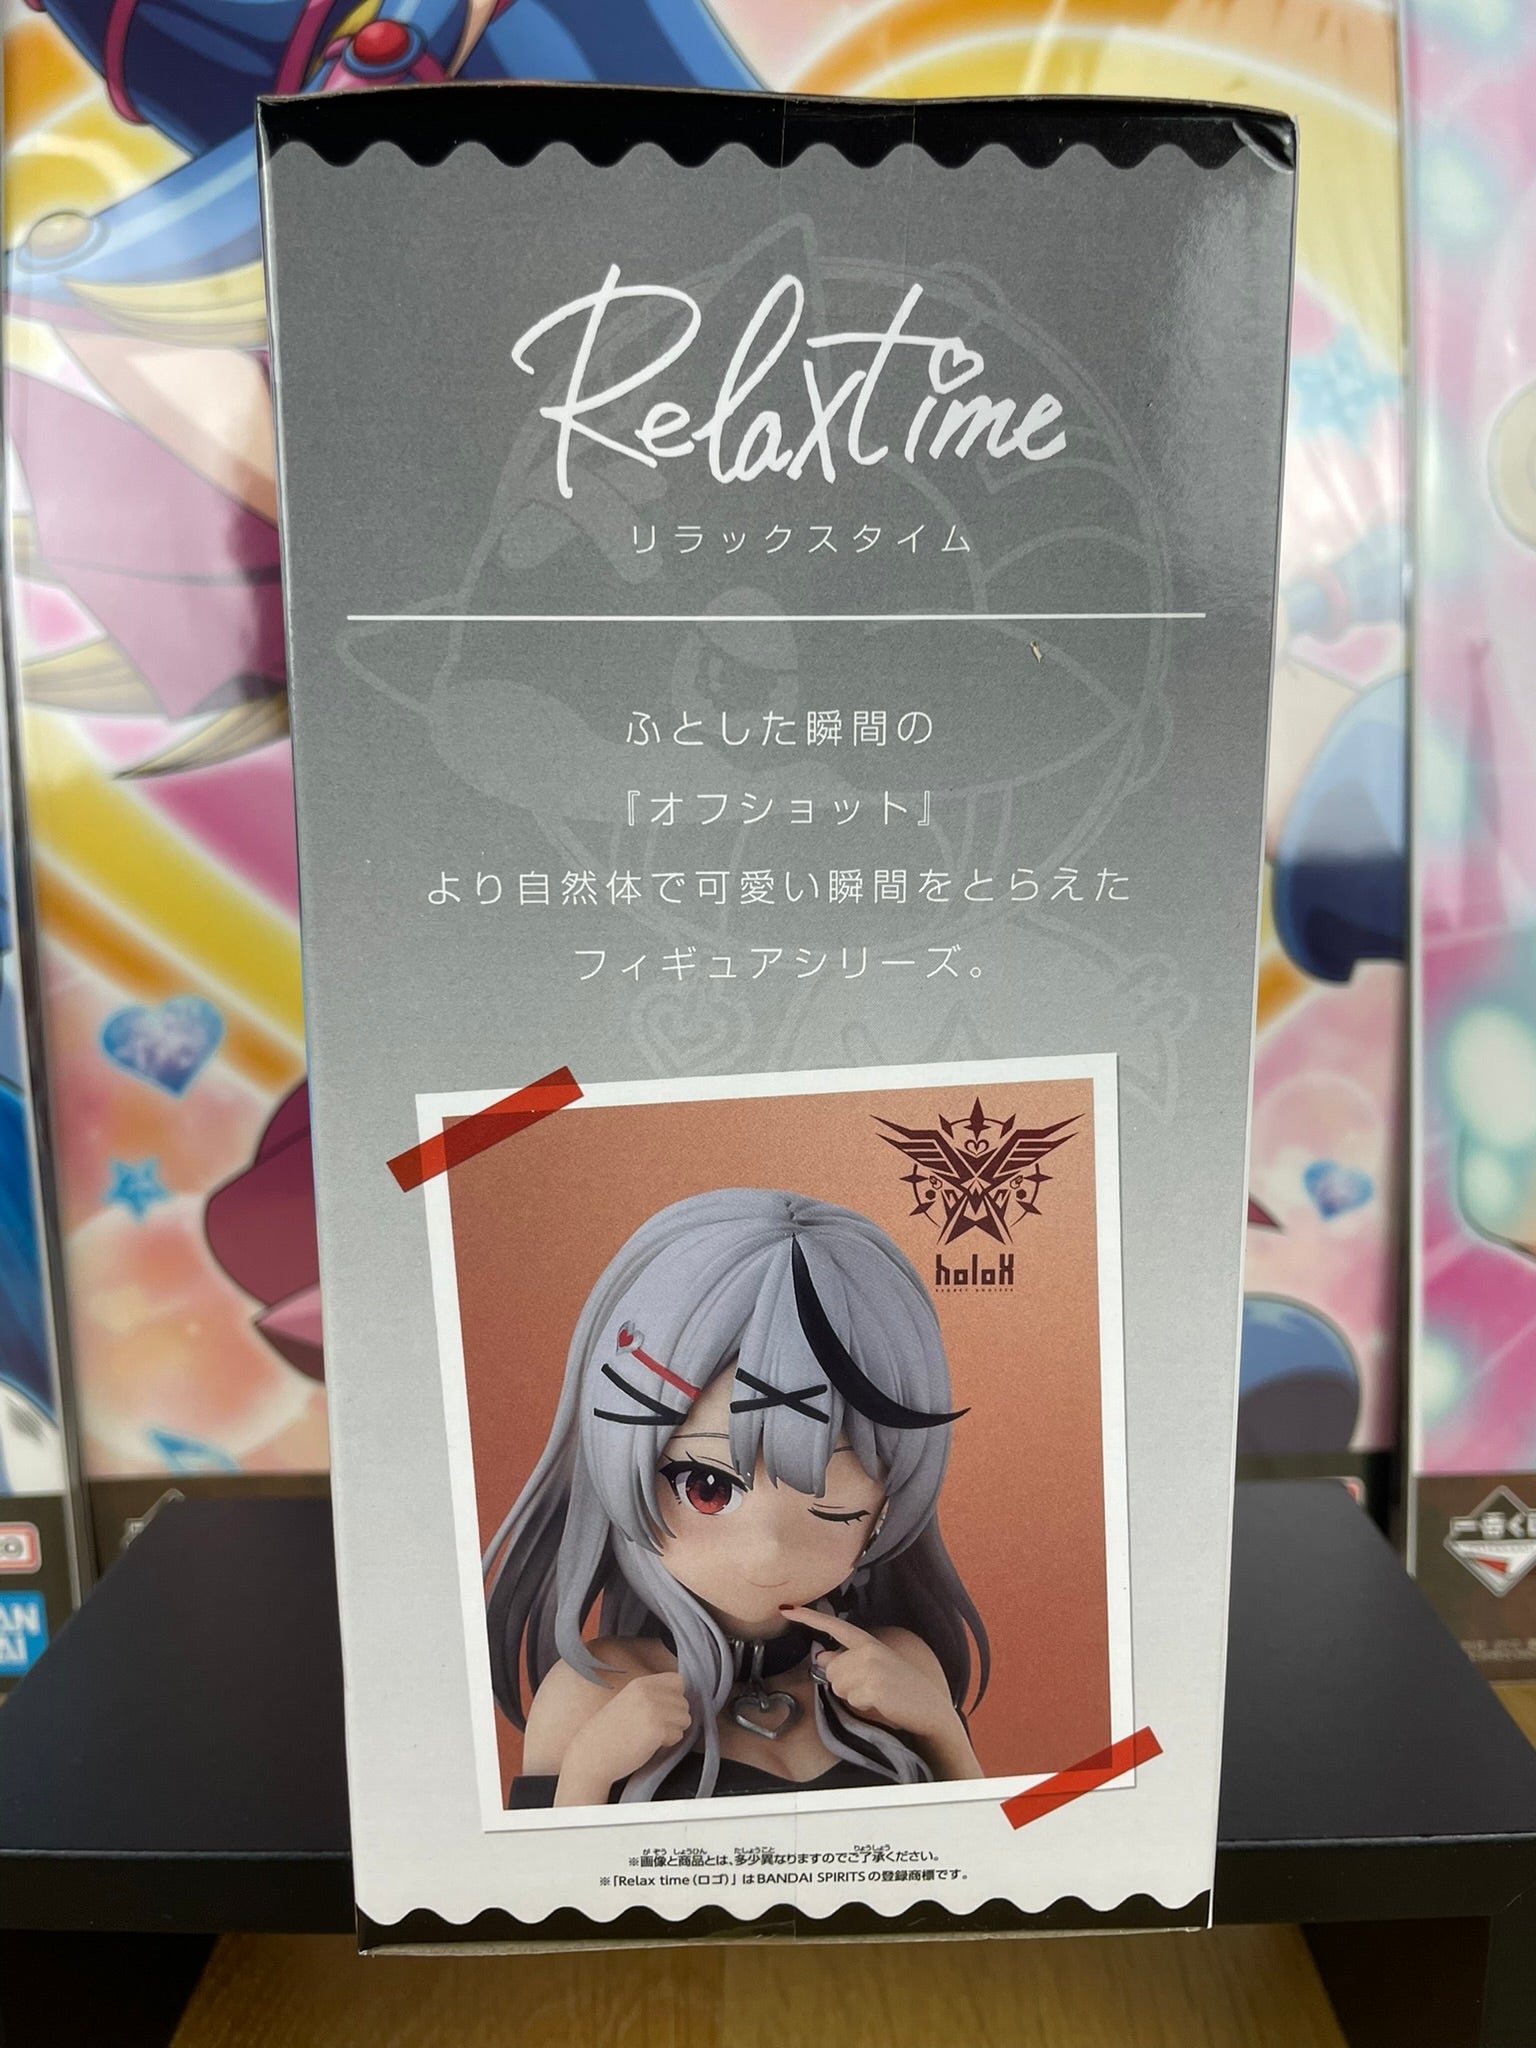 Relax time
リラックスタイム
ふとした瞬間の
『オフショット』
より自然体で可愛い瞬間をとらえた
フィギュアシリーズ。
holoX
※画像と商品とは、多少異なりますのでご了承ください。
※「Relax time(ロゴ)」はBANDAI SPIRITSの登録商標です。